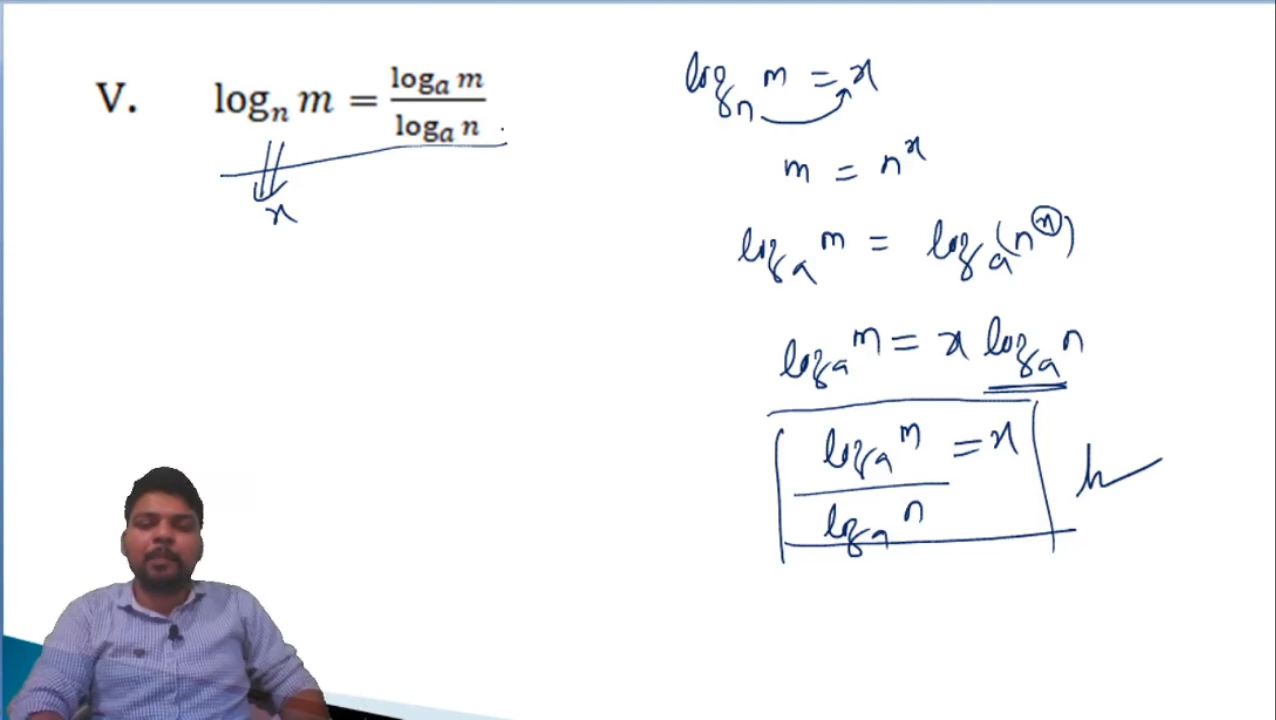 V. logₙ m = logₐ m / logₐ n
x
logₙ m = x
m = nˣ
logₐ m = logₐ (nˣ)
logₐ m = x logₐ n
logₐ m / logₐ n = x